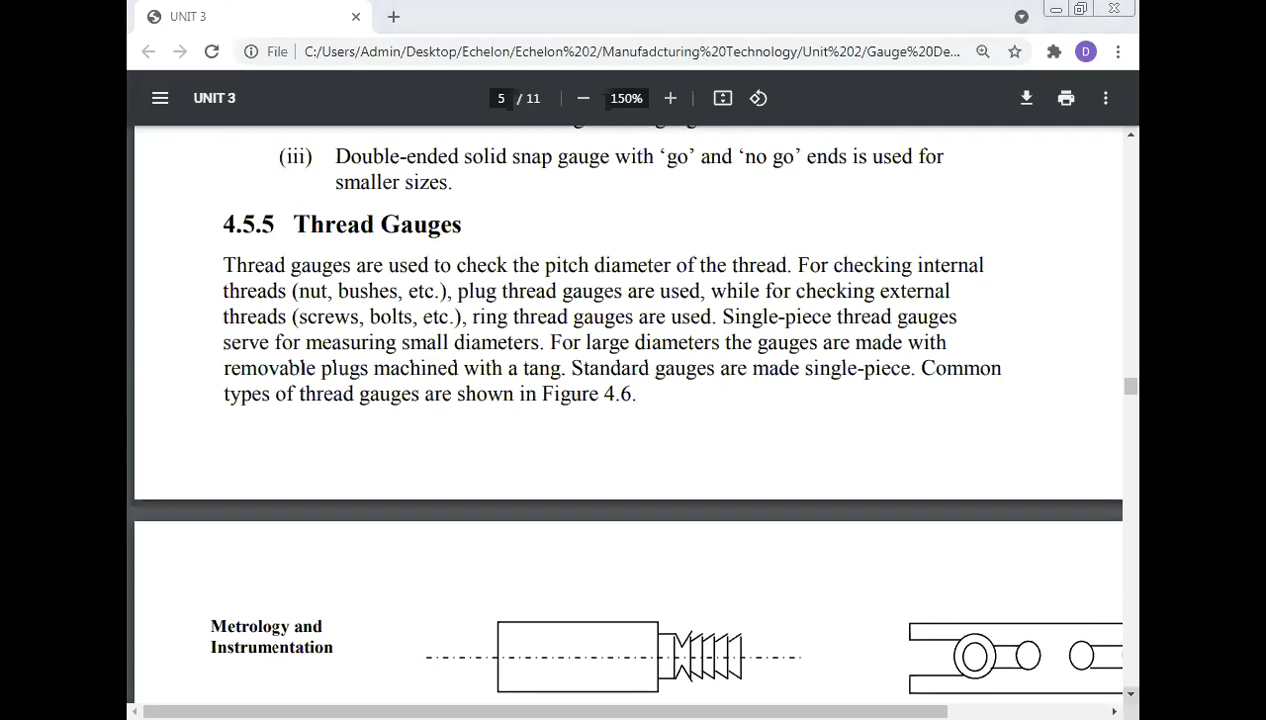 UNIT 3
File
C:/Users/Admin/Desktop/Echelon/Echelon%202/Manufadcturing%20Technology/Unit%202/Gauge%20De...
D
UNIT 3
5 / 11
150%
(iii) Double-ended solid snap gauge with ‘go’ and ‘no go’ ends is used for
smaller sizes.
4.5.5 Thread Gauges
Thread gauges are used to check the pitch diameter of the thread. For checking internal
threads (nut, bushes, etc.), plug thread gauges are used, while for checking external
threads (screws, bolts, etc.), ring thread gauges are used. Single-piece thread gauges
serve for measuring small diameters. For large diameters the gauges are made with
removable plugs machined with a tang. Standard gauges are made single-piece. Common
types of thread gauges are shown in Figure 4.6.
Metrology and
Instrumentation